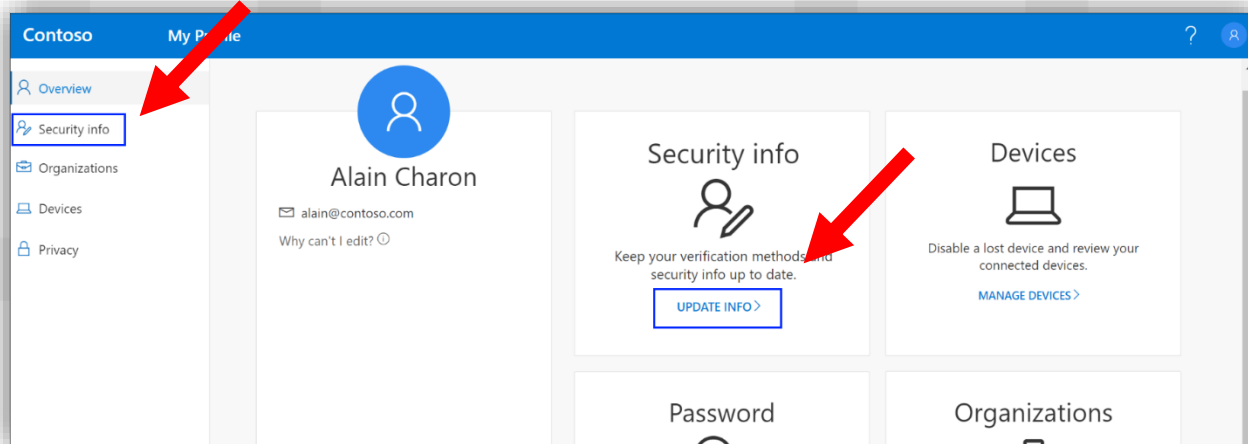 Contoso
My Profile
?
Overview
Security info
Organizations
Devices
Privacy
Alain Charon
alain@contoso.com
Why can't I edit?
Security info
Keep your verification methods and
security info up to date.
UPDATE INFO
Devices
Disable a lost device and review your
connected devices.
MANAGE DEVICES
Password
Organizations